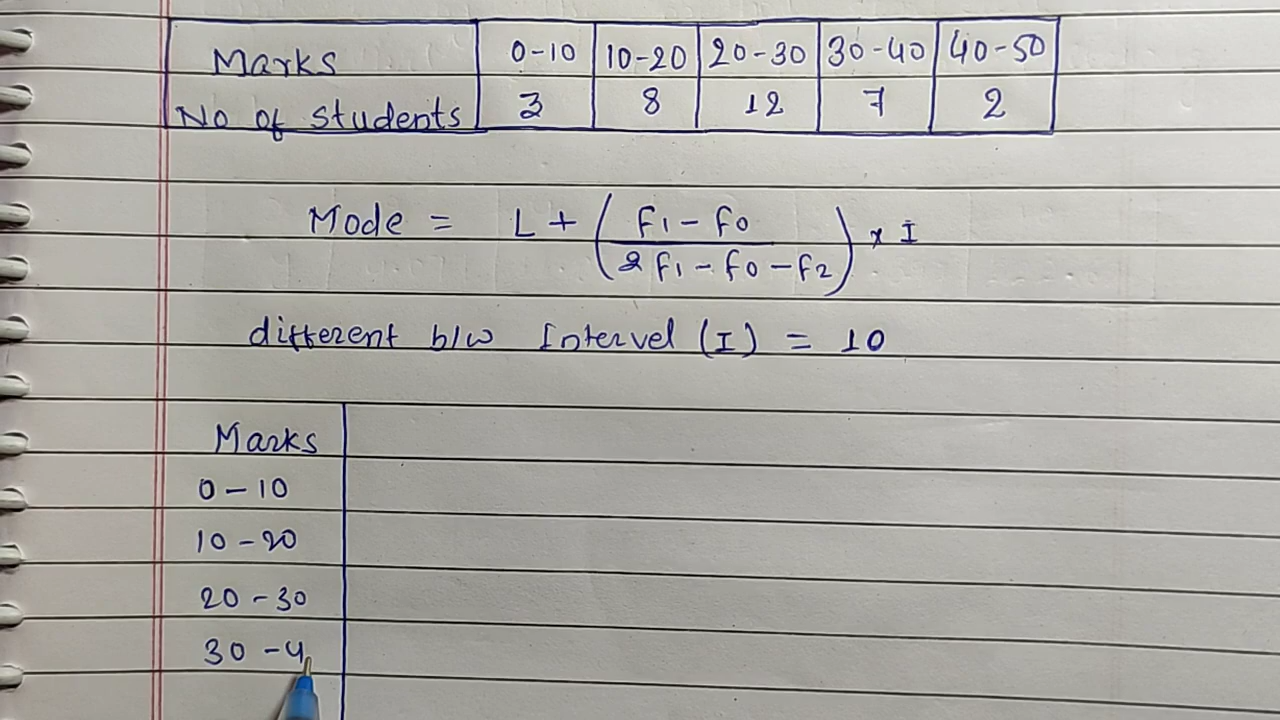 Marks 0-10 10-20 20-30 30-40 40-50
No of students 3 8 12 7 2
Mode = L + (f1 - f0 / 2f1 - f0 - f2) × I
different b/w Intervel (I) = 10
Marks
0-10
10-20
20-30
30-4